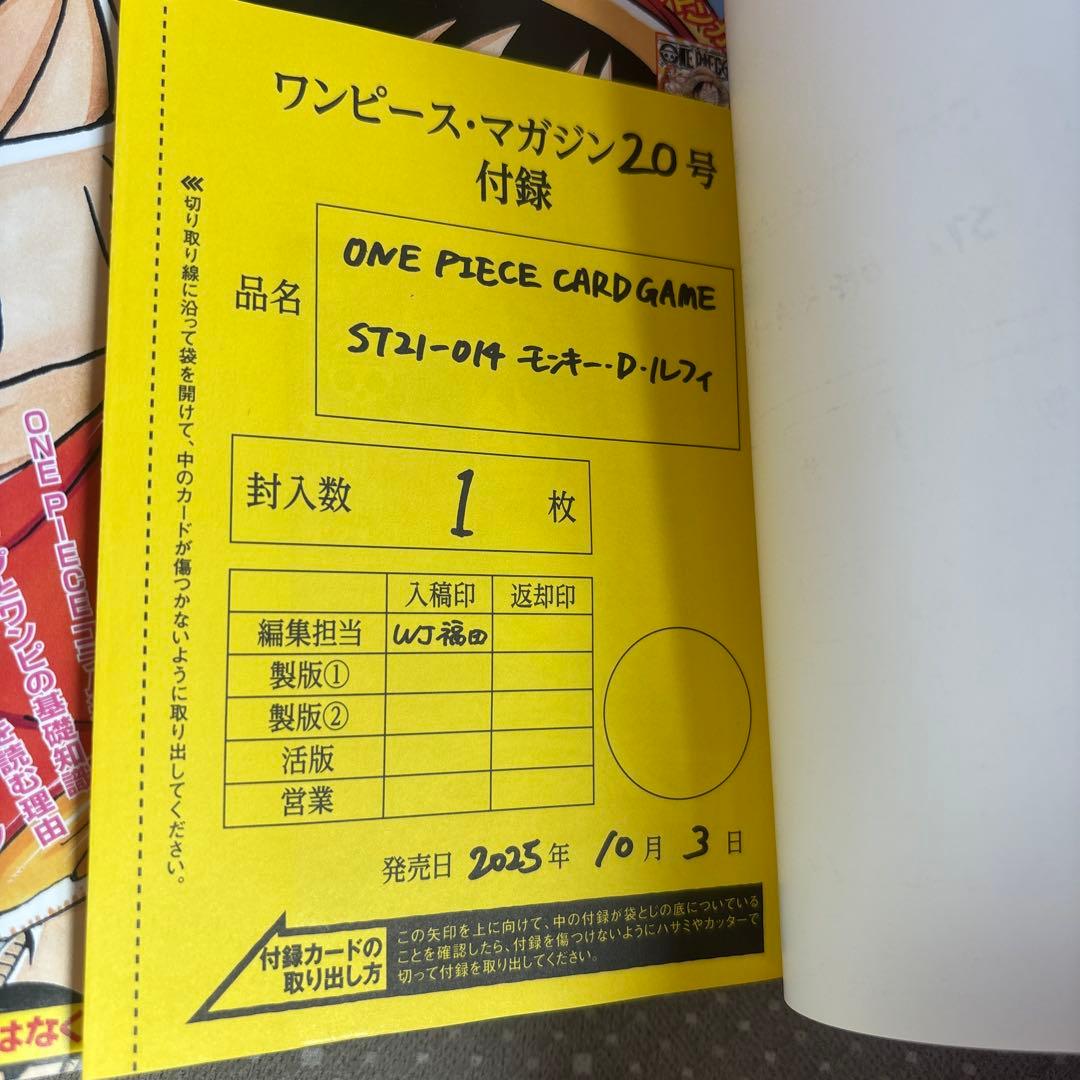 ワンピース・マガジン20号
付録
≪切り取り線に沿って袋を開けて、中のカードが傷つかないように取り出してください。
品名
ONE PIECE CARD GAME
ST21-014 モンキー・D・ルフィ
封入数 1 枚
入稿印 返却印
編集担当 WJ福田
製版①
製版②
活版
営業
発売日 2025年 10月 3日
付録カードの
取り出し方
この矢印を上に向けて、中の付録が袋とじの底についている
ことを確認したら、付録を傷つけないようにハサミやカッターで
切って付録を取り出してください。
ONE PIECE
とワンピの基礎知識
を読む理由
はなく
ONE PIECE